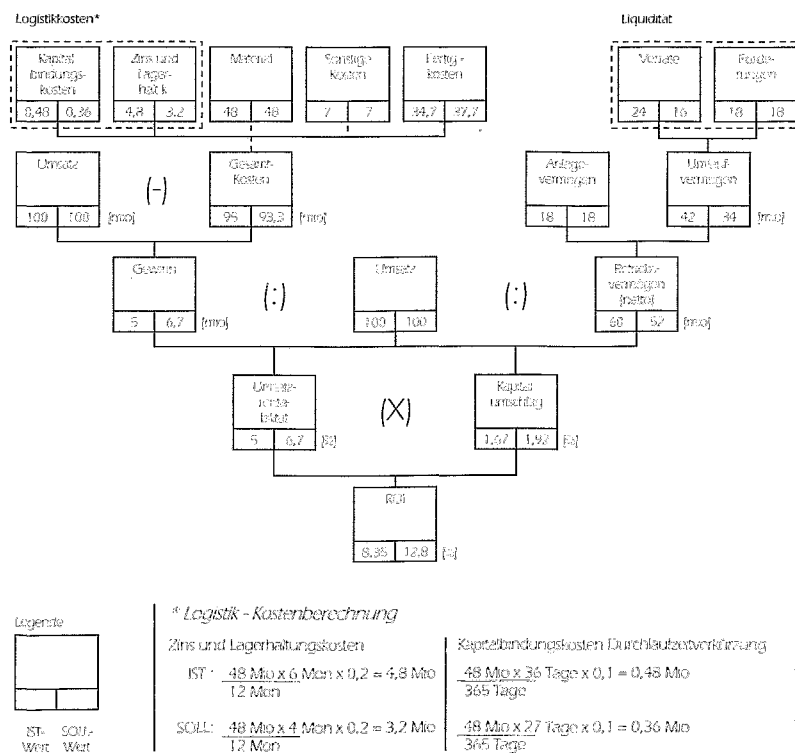 Logistikkosten*
Liquidität
Kapital
bindungs-
kosten
0,48 0,36
Zins und
Lager-
halt.k
4,8 3,2
Material
48 48
Sonstige
Kosten
7 7
Fertig.-
kosten
34,7 37,7
Vorräte
24 16
Forde-
rungen
18 18
Umsatz
100 100 [mio]
(-)
Gesamt-
Kosten
95 93,3 [mio]
Anlage-
vermögen
18 18
Umlauf-
vermögen
42 34 [mio]
Gewinn
5 6,7 [mio]
(:)
Umsatz
100 100
(:)
Betriebs-
vermögen
(netto)
60 52 [mio]
Umsatz-
renta-
bilität
5 6,7 [%]
(X)
Kapital
umschlag
1,67 1,92 [%]
ROI
8,35 12,8 [%]
Legende
IST- SOLL-
Wert Wert
* Logistik - Kostenberechnung
Zins und Lagerhaltungskosten
IST : 48 Mio x 6 Mon x 0,2 = 4,8 Mio
12 Mon
SOLL: 48 Mio x 4 Mon x 0,2 = 3,2 Mio
12 Mon
Kapitalbindungskosten Durchlaufzeitverkürzung
48 Mio x 36 Tage x 0,1 = 0,48 Mio
365 Tage
48 Mio x 27 Tage x 0,1 = 0,36 Mio
365 Tage